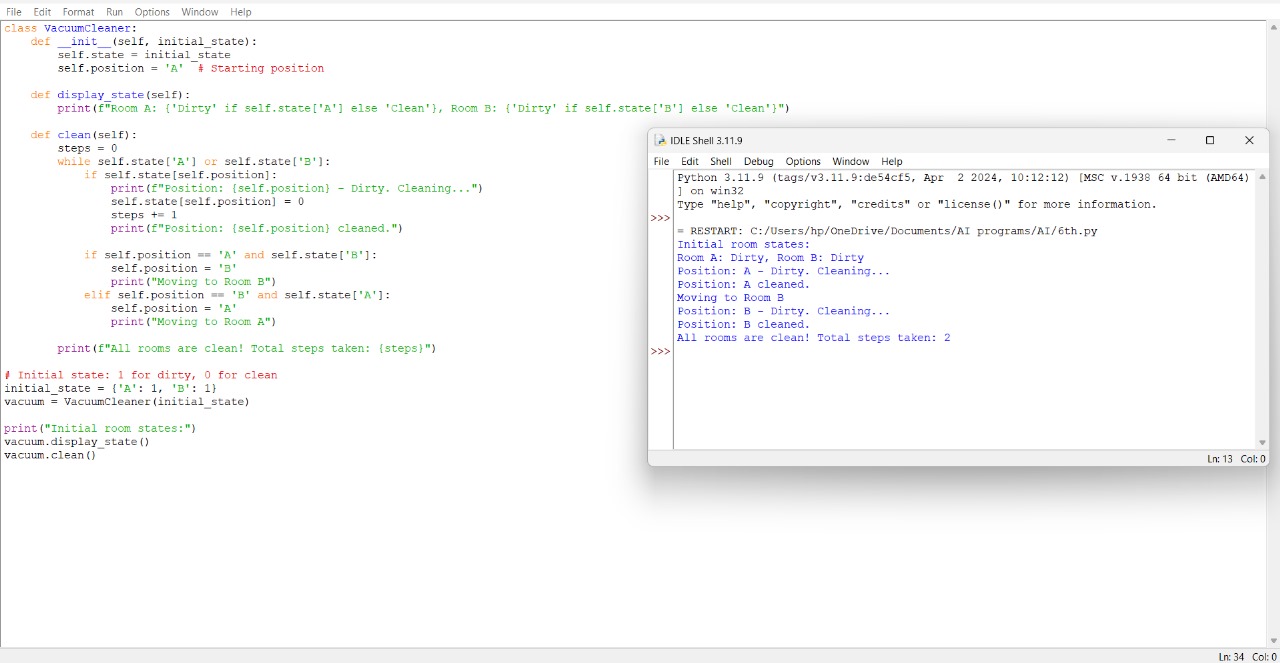 File Edit Format Run Options Window Help
class VacuumCleaner:
    def __init__(self, initial_state):
        self.state = initial_state
        self.position = 'A'  # Starting position

    def display_state(self):
        print(f"Room A: {'Dirty' if self.state['A'] else 'Clean'}, Room B: {'Dirty' if self.state['B'] else 'Clean'}")

    def clean(self):
        steps = 0
        while self.state['A'] or self.state['B']:
            if self.state[self.position]:
                print(f"Position: {self.position} - Dirty. Cleaning...")
                self.state[self.position] = 0
                steps += 1
                print(f"Position: {self.position} cleaned.")

            if self.position == 'A' and self.state['B']:
                self.position = 'B'
                print("Moving to Room B")
            elif self.position == 'B' and self.state['A']:
                self.position = 'A'
                print("Moving to Room A")

        print(f"All rooms are clean! Total steps taken: {steps}")

# Initial state: 1 for dirty, 0 for clean
initial_state = {'A': 1, 'B': 1}
vacuum = VacuumCleaner(initial_state)

print("Initial room states:")
vacuum.display_state()
vacuum.clean()
IDLE Shell 3.11.9
File Edit Shell Debug Options Window Help
Python 3.11.9 (tags/v3.11.9:de54cf5, Apr  2 2024, 10:12:12) [MSC v.1938 64 bit (AMD64)
] on win32
Type "help", "copyright", "credits" or "license()" for more information.
>>>
= RESTART: C:/Users/hp/OneDrive/Documents/AI programs/AI/6th.py
Initial room states:
Room A: Dirty, Room B: Dirty
Position: A - Dirty. Cleaning...
Position: A cleaned.
Moving to Room B
Position: B - Dirty. Cleaning...
Position: B cleaned.
All rooms are clean! Total steps taken: 2
>>>
Ln: 13 Col: 0
Ln: 34 Col: 0